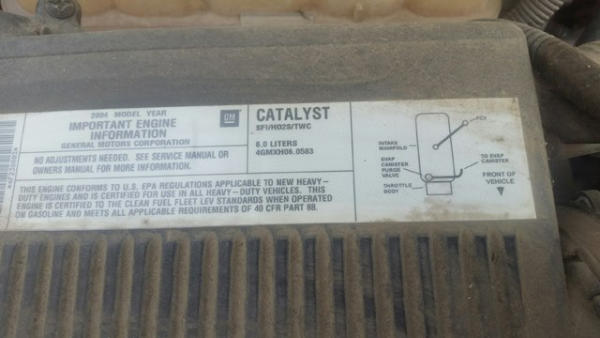 2004 MODEL YEAR
IMPORTANT ENGINE
INFORMATION
GENERAL MOTORS CORPORATION
GM
NO ADJUSTMENTS NEEDED. SEE SERVICE MANUAL OR
OWNERS MANUAL FOR MORE INFORMATION.
CATALYST
SFI/HO2S/TWC
6.0 LITERS
4GMXH06.0583
THIS ENGINE CONFORMS TO U.S. EPA REGULATIONS APPLICABLE TO NEW HEAVY-
DUTY ENGINES AND IS CERTIFIED FOR USE IN ALL HEAVY-DUTY VEHICLES. THIS
ENGINE IS CERTIFIED TO THE CLEAN FUEL FLEET LEV STANDARDS WHEN OPERATED
ON GASOLINE AND MEETS ALL APPLICABLE REQUIREMENTS OF 40 CFR PART 88.
PCV
INTAKE
MANIFOLD
EVAP
CANISTER
PURGE
VALVE
THROTTLE
BODY
TO EVAP
CANISTER
FRONT OF
VEHICLE